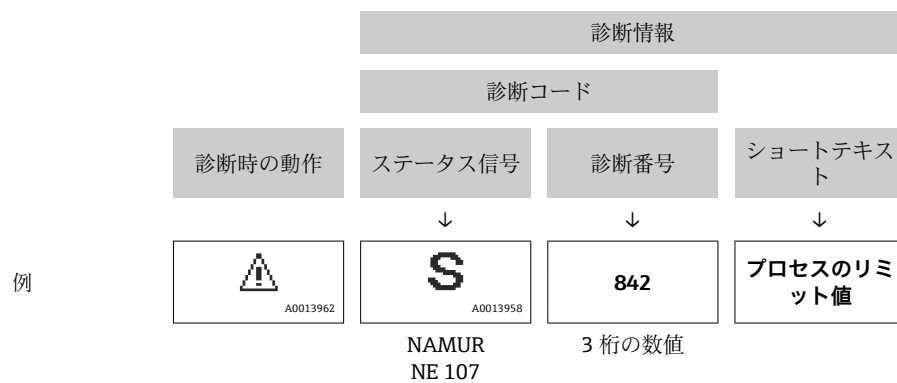 診断情報
診断コード
診断時の動作
ステータス信号
診断番号
ショートテキス
ト
↓ ↓ ↓
例
A0013962
S
A0013958
842
プロセスのリミ
ット値
NAMUR
NE 107
3 桁の数値